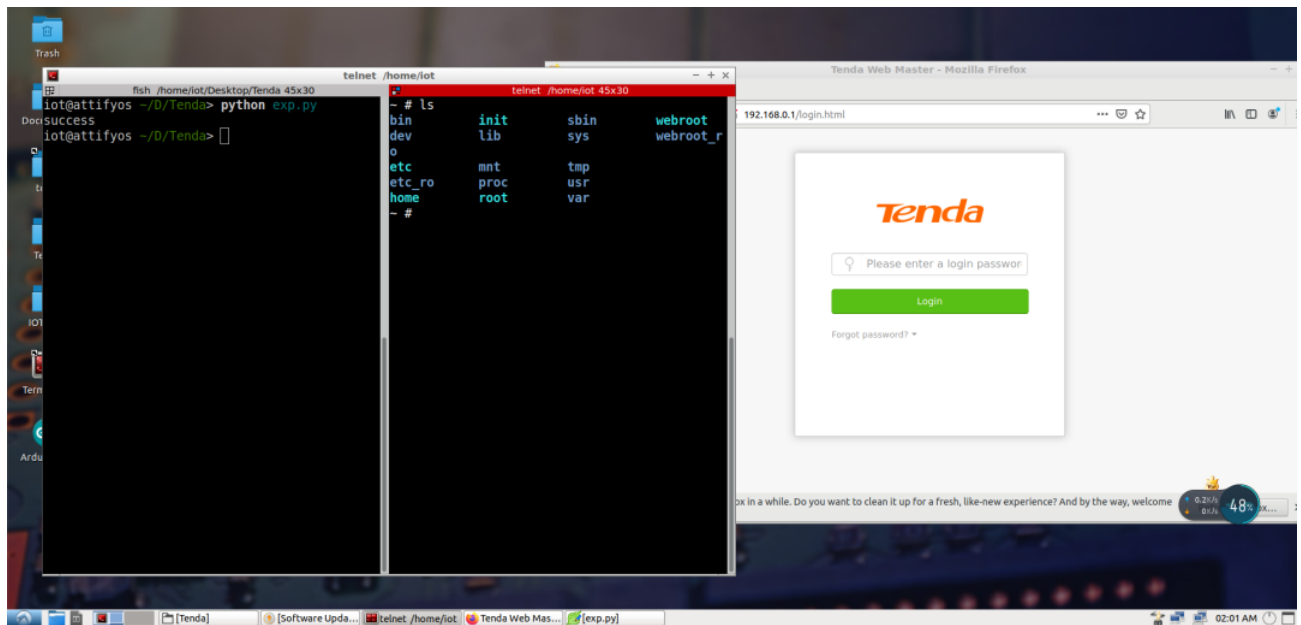 Trash
telnet /home/iot
fish /home/iot/Desktop/Tenda 45x30
iot@attifyos ~/D/Tenda> python exp.py
success
iot@attifyos ~/D/Tenda>
telnet /home/iot 45x30
~ # ls
bin init sbin webroot
dev lib sys webroot_r
o
etc mnt tmp
etc_ro proc usr
home root var
~ #
Tenda Web Master - Mozilla Firefox
192.168.0.1/login.html
Tenda
Please enter a login passwor
Login
Forgot password?
ox in a while. Do you want to clean it up for a fresh, like-new experience? And by the way, welcome
0.2K/s
0K/s
48%
Docu
Te
IOT
Term
Ardu
[Tenda]
[Software Upda...
telnet /home/iot
Tenda Web Mas...
[exp.py]
02:01 AM